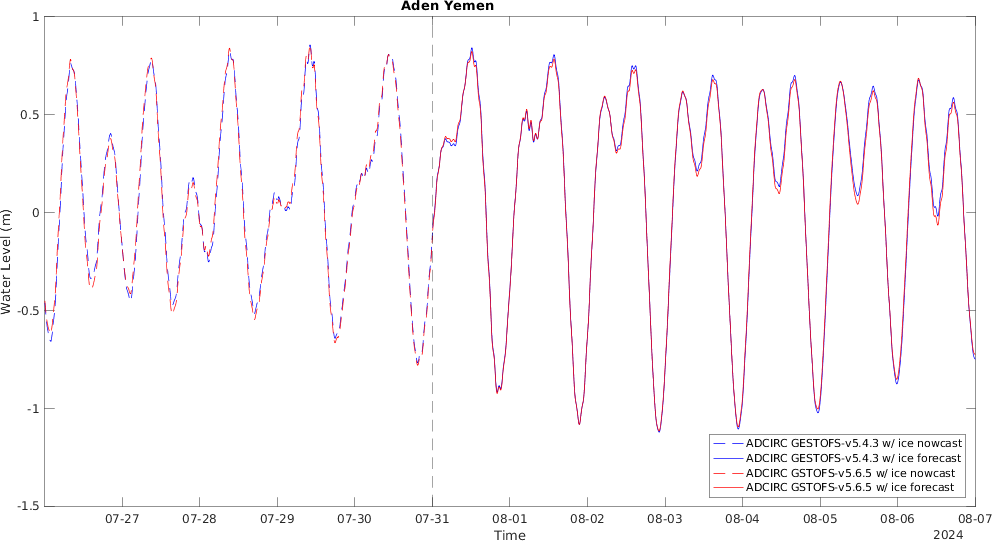 Aden Yemen
Water Level (m)
1
0.5
0
-0.5
-1
-1.5
ADCIRC GESTOFS-v5.4.3 w/ ice nowcast
ADCIRC GESTOFS-v5.4.3 w/ ice forecast
ADCIRC GSTOFS-v5.6.5 w/ ice nowcast
ADCIRC GSTOFS-v5.6.5 w/ ice forecast
07-27 07-28 07-29 07-30 07-31 08-01 08-02 08-03 08-04 08-05 08-06 08-07
Time
2024